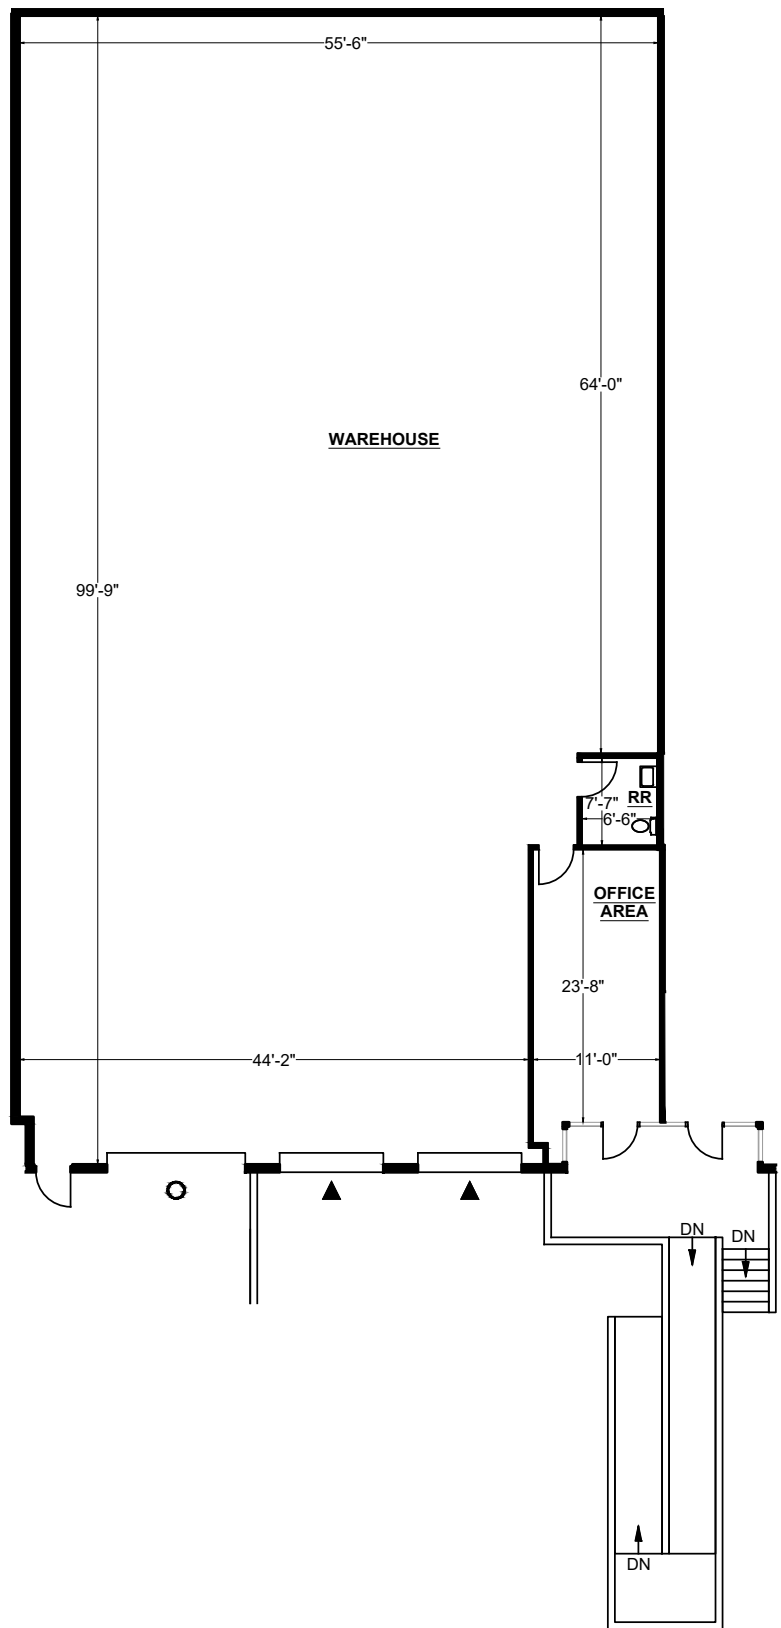 55'-6"
64'-0"
WAREHOUSE
99'-9"
RR
7'-7"
6'-6"
OFFICE
AREA
23'-8"
44'-2"
11'-0"
DN
DN
DN